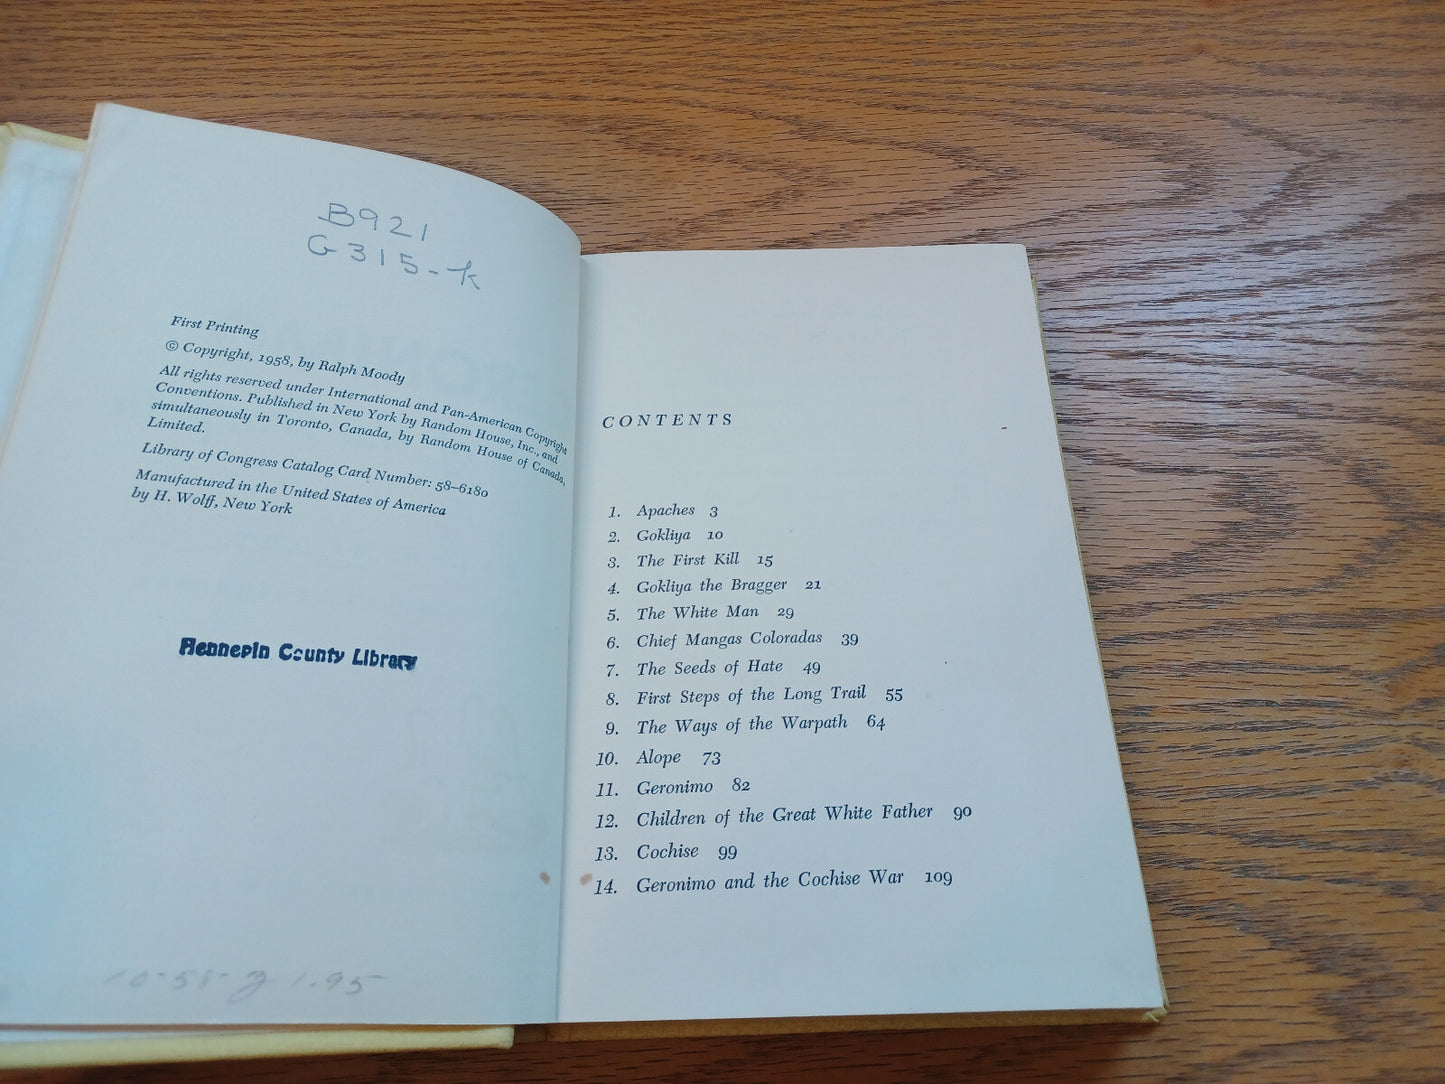 B921
G315-k
First Printing
© Copyright, 1958, by Ralph Moody
All rights reserved under International and Pan-American Copyright
Conventions. Published in New York by Random House, Inc., and
simultaneously in Toronto, Canada, by Random House of Canada,
Limited.
Library of Congress Catalog Card Number: 58-6180
Manufactured in the United States of America
by H. Wolff, New York
Hennepin County Library
10-58-g 1.95
CONTENTS
1. Apaches 3
2. Gokliya 10
3. The First Kill 15
4. Gokliya the Bragger 21
5. The White Man 29
6. Chief Mangas Coloradas 39
7. The Seeds of Hate 49
8. First Steps of the Long Trail 55
9. The Ways of the Warpath 64
10. Alope 73
11. Geronimo 82
12. Children of the Great White Father 90
13. Cochise 99
14. Geronimo and the Cochise War 109